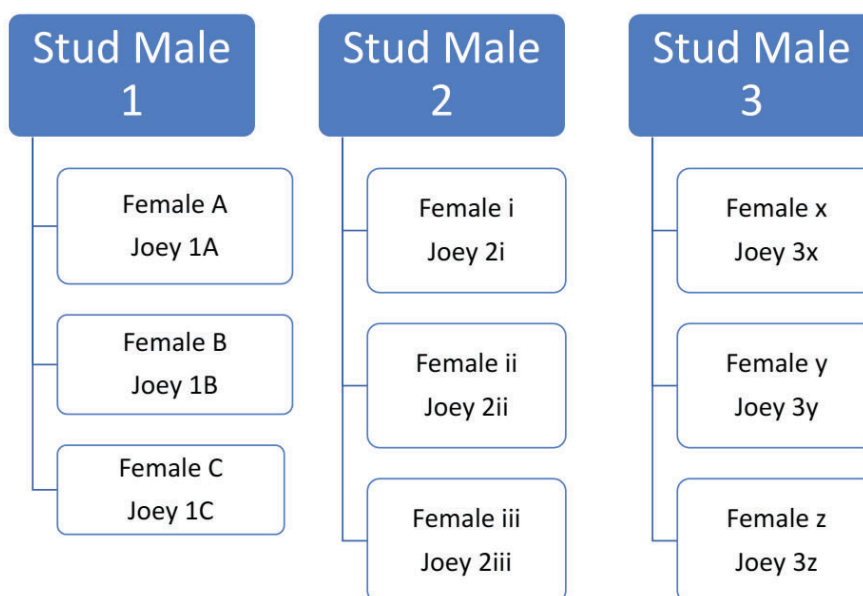 Stud Male
1
Female A
Joey 1A
Female B
Joey 1B
Female C
Joey 1C
Stud Male
2
Female i
Joey 2i
Female ii
Joey 2ii
Female iii
Joey 2iii
Stud Male
3
Female x
Joey 3x
Female y
Joey 3y
Female z
Joey 3z